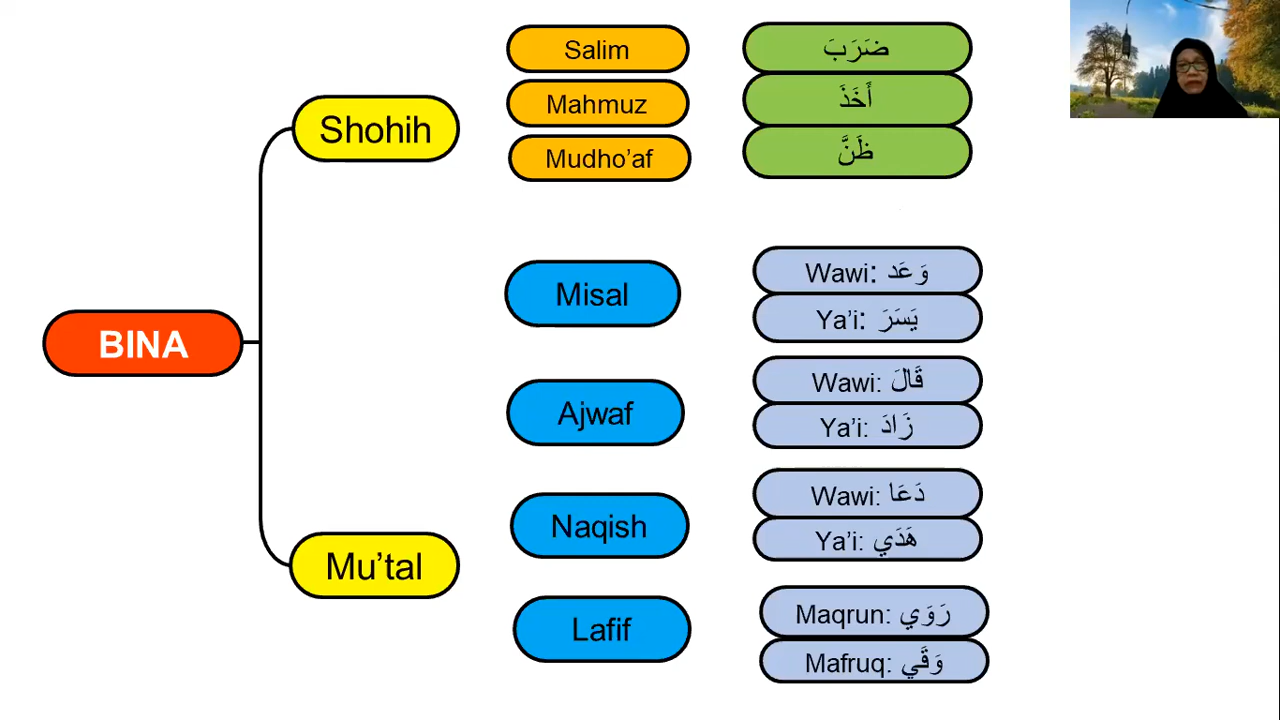 BINA
Shohih
Salim
ضَرَبَ
Mahmuz
أَخَذَ
Mudho’af
ظَنَّ
Mu’tal
Misal
Wawi: وَعَد
Ya’i: يَسَرَ
Ajwaf
Wawi: قَالَ
Ya’i: زَادَ
Naqish
Wawi: دَعَا
Ya’i: هَدَي
Lafif
Maqrun: رَوَي
Mafruq: وَقَي